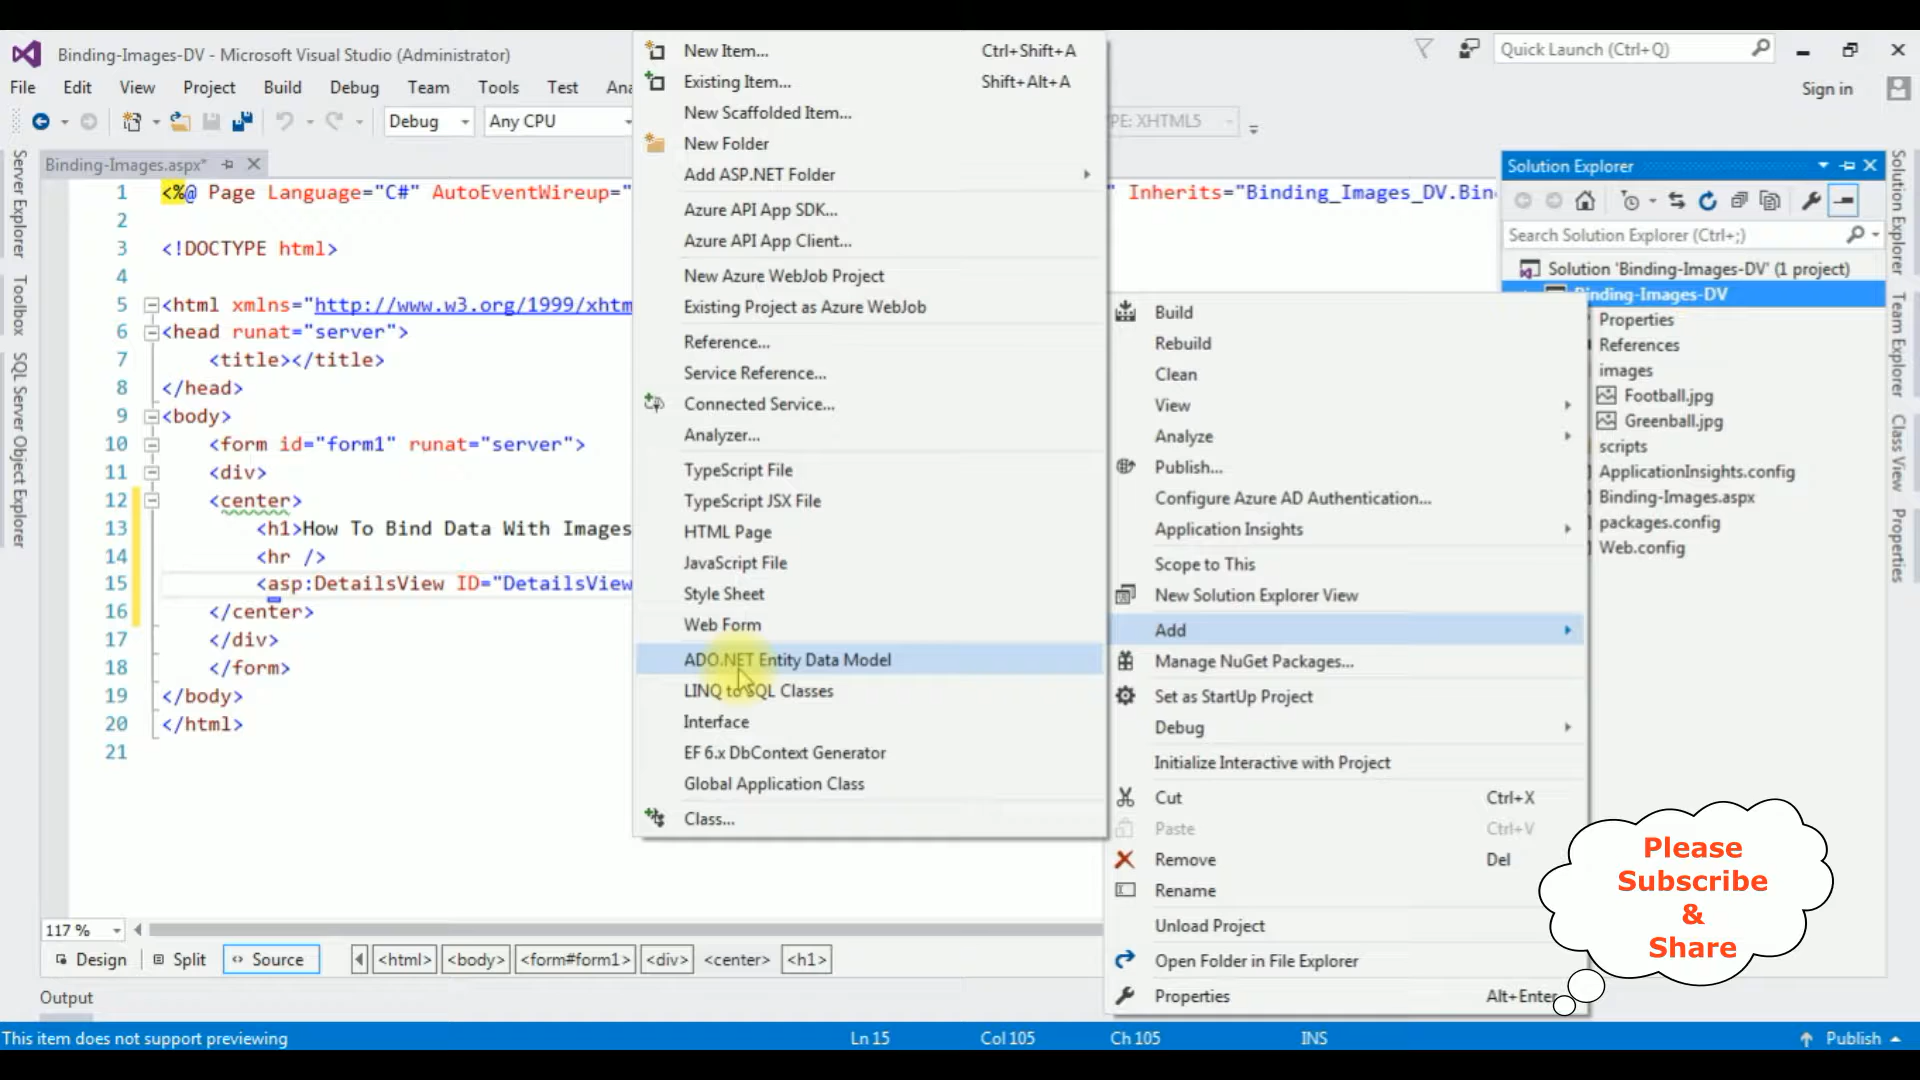 Binding-Images-DV - Microsoft Visual Studio (Administrator)
Quick Launch (Ctrl+Q)
File Edit View Project Build Debug Team Tools Test
Sign in
Debug Any CPU
PE: XHTML5
Binding-Images.aspx*
1 <%@ Page Language="C#" AutoEventWireup="
" Inherits="Binding_Images_DV.Bin
2
3 <!DOCTYPE html>
4
5 <html xmlns="http://www.w3.org/1999/xhtm
6 <head runat="server">
7 <title></title>
8 </head>
9 <body>
10 <form id="form1" runat="server">
11 <div>
12 <center>
13 <h1>How To Bind Data With Images
14 <hr />
15 <asp:DetailsView ID="DetailsView
16 </center>
17 </div>
18 </form>
19 </body>
20 </html>
21
117 %
Design Split Source <html> <body> <form#form1> <div> <center> <h1>
Output
This item does not support previewing
Ln 15 Col 105 Ch 105 INS
Publish
Server Explorer
Toolbox
SQL Server Object Explorer
New Item... Ctrl+Shift+A
Existing Item... Shift+Alt+A
New Scaffolded Item...
New Folder
Add ASP.NET Folder
Azure API App SDK...
Azure API App Client...
New Azure WebJob Project
Existing Project as Azure WebJob
Reference...
Service Reference...
Connected Service...
Analyzer...
TypeScript File
TypeScript JSX File
HTML Page
JavaScript File
Style Sheet
Web Form
ADO.NET Entity Data Model
LINQ to SQL Classes
Interface
EF 6.x DbContext Generator
Global Application Class
Class...
Build
Rebuild
Clean
View
Analyze
Publish...
Configure Azure AD Authentication...
Application Insights
Scope to This
New Solution Explorer View
Add
Manage NuGet Packages...
Set as StartUp Project
Debug
Initialize Interactive with Project
Cut Ctrl+X
Paste Ctrl+V
Remove Del
Rename
Unload Project
Open Folder in File Explorer
Properties Alt+Enter
Solution Explorer
Search Solution Explorer (Ctrl+;)
Solution 'Binding-Images-DV' (1 project)
Binding-Images-DV
Properties
References
images
Football.jpg
Greenball.jpg
scripts
ApplicationInsights.config
Binding-Images.aspx
packages.config
Web.config
Solution Explorer
Team Explorer
Class View
Properties
Please
Subscribe
&
Share